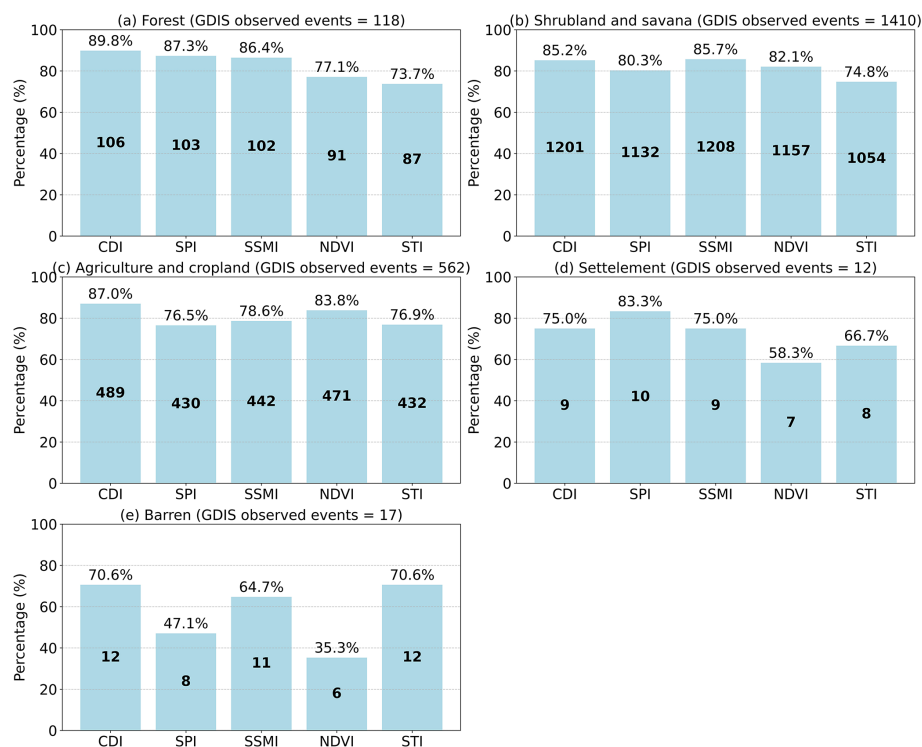 (a) Forest (GDIS observed events = 118)
Percentage (%)
100
80
60
40
20
0
89.8% 87.3% 86.4% 77.1% 73.7%
106 103 102 91 87
CDI SPI SSMI NDVI STI
(b) Shrubland and savana (GDIS observed events = 1410)
Percentage (%)
100
80
60
40
20
0
85.2% 80.3% 85.7% 82.1% 74.8%
1201 1132 1208 1157 1054
CDI SPI SSMI NDVI STI
(c) Agriculture and cropland (GDIS observed events = 562)
Percentage (%)
100
80
60
40
20
0
87.0% 76.5% 78.6% 83.8% 76.9%
489 430 442 471 432
CDI SPI SSMI NDVI STI
(d) Settelement (GDIS observed events = 12)
Percentage (%)
100
80
60
40
20
0
75.0% 83.3% 75.0% 58.3% 66.7%
9 10 9 7 8
CDI SPI SSMI NDVI STI
(e) Barren (GDIS observed events = 17)
Percentage (%)
100
80
60
40
20
0
70.6% 47.1% 64.7% 35.3% 70.6%
12 8 11 6 12
CDI SPI SSMI NDVI STI